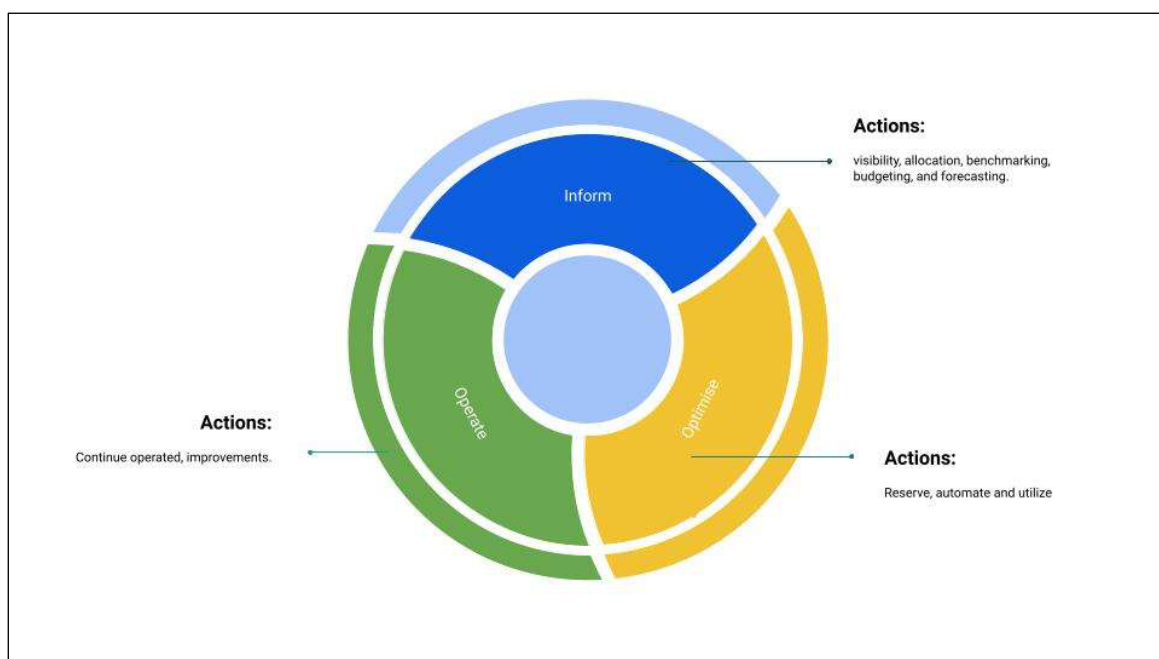 Actions:
visibility, allocation, benchmarking,
budgeting, and forecasting.
Inform
Operate
Optimise
Actions:
Continue operated, improvements.
Actions:
Reserve, automate and utilize